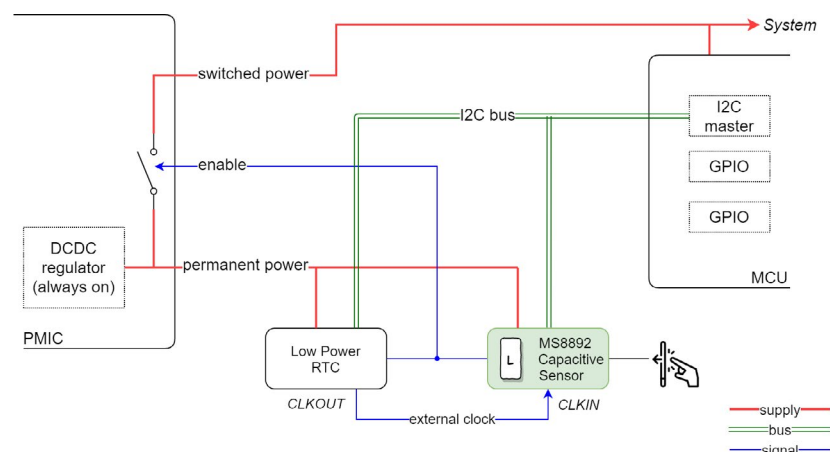 System
switched power
I2C bus
I2C
master
enable
GPIO
GPIO
DCDC
regulator
(always on)
permanent power
MCU
PMIC
Low Power
RTC
L
MS8892
Capacitive
Sensor
CLKOUT
CLKIN
external clock
supply
bus
signal